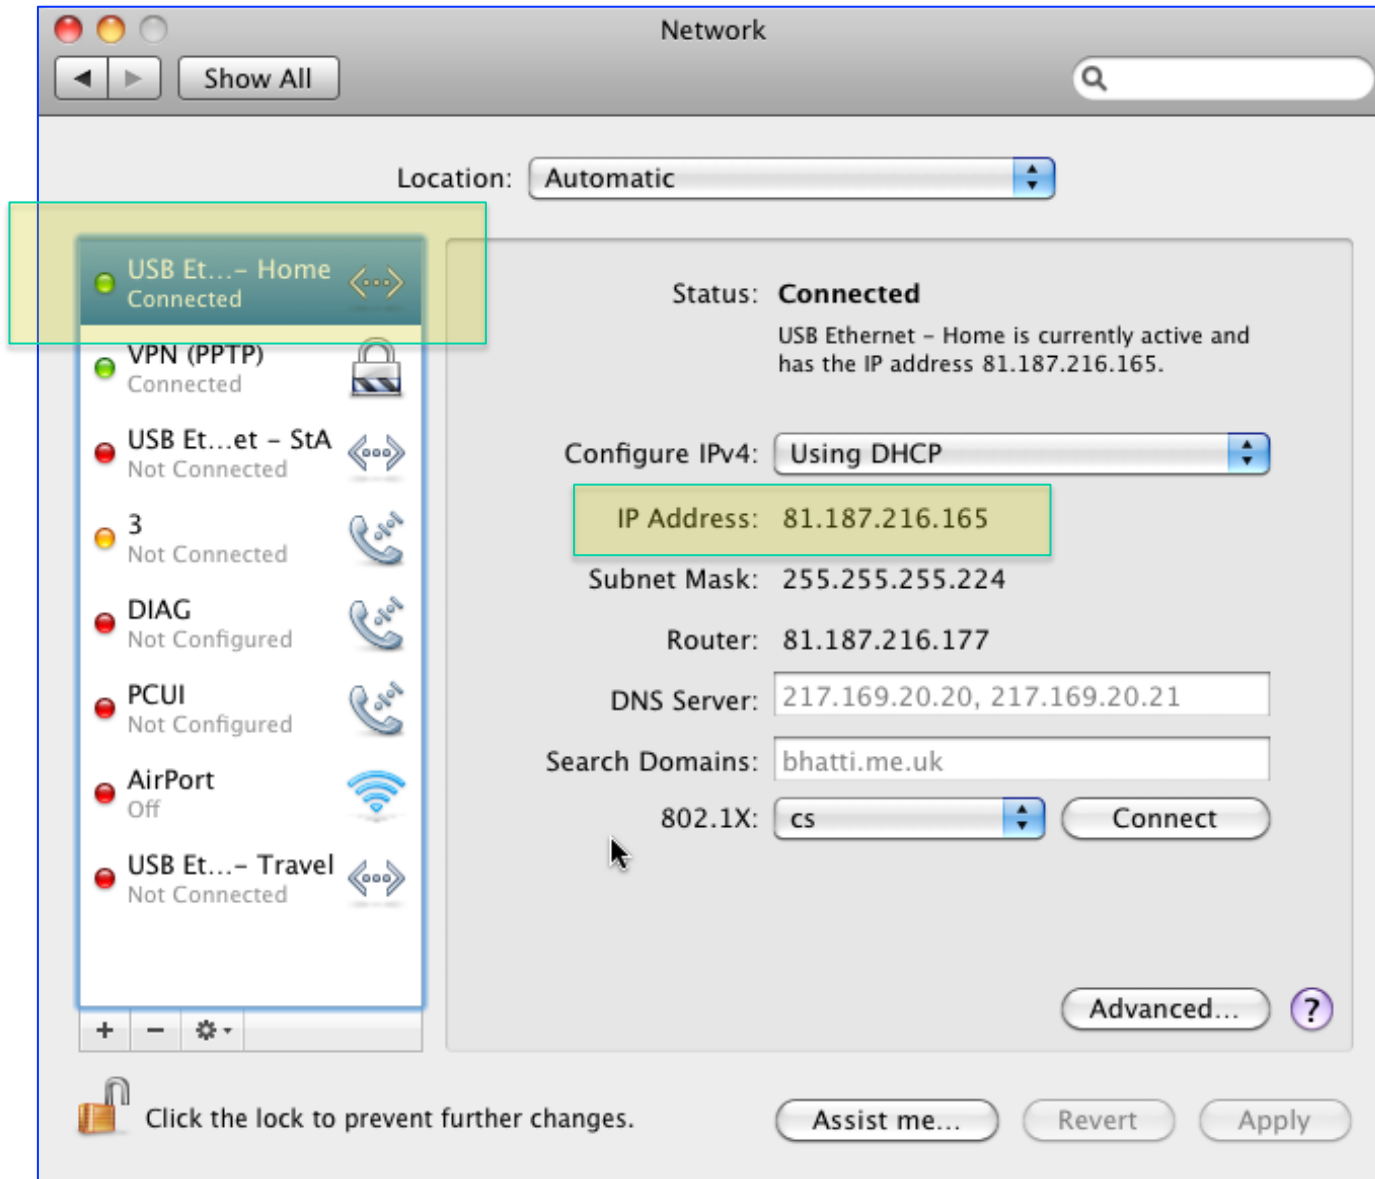 Network
Show All
Location: Automatic
USB Et...– Home
Connected
VPN (PPTP)
Connected
USB Et...et – StA
Not Connected
3
Not Connected
DIAG
Not Configured
PCUI
Not Configured
AirPort
Off
USB Et...– Travel
Not Connected
Status: Connected
USB Ethernet – Home is currently active and
has the IP address 81.187.216.165.
Configure IPv4: Using DHCP
IP Address: 81.187.216.165
Subnet Mask: 255.255.255.224
Router: 81.187.216.177
DNS Server: 217.169.20.20, 217.169.20.21
Search Domains: bhatti.me.uk
802.1X: cs Connect
Advanced... ?
Click the lock to prevent further changes.
Assist me... Revert Apply